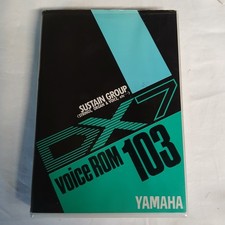 SUSTAIN GROUP
DX7
voice ROM 103
YAMAHA